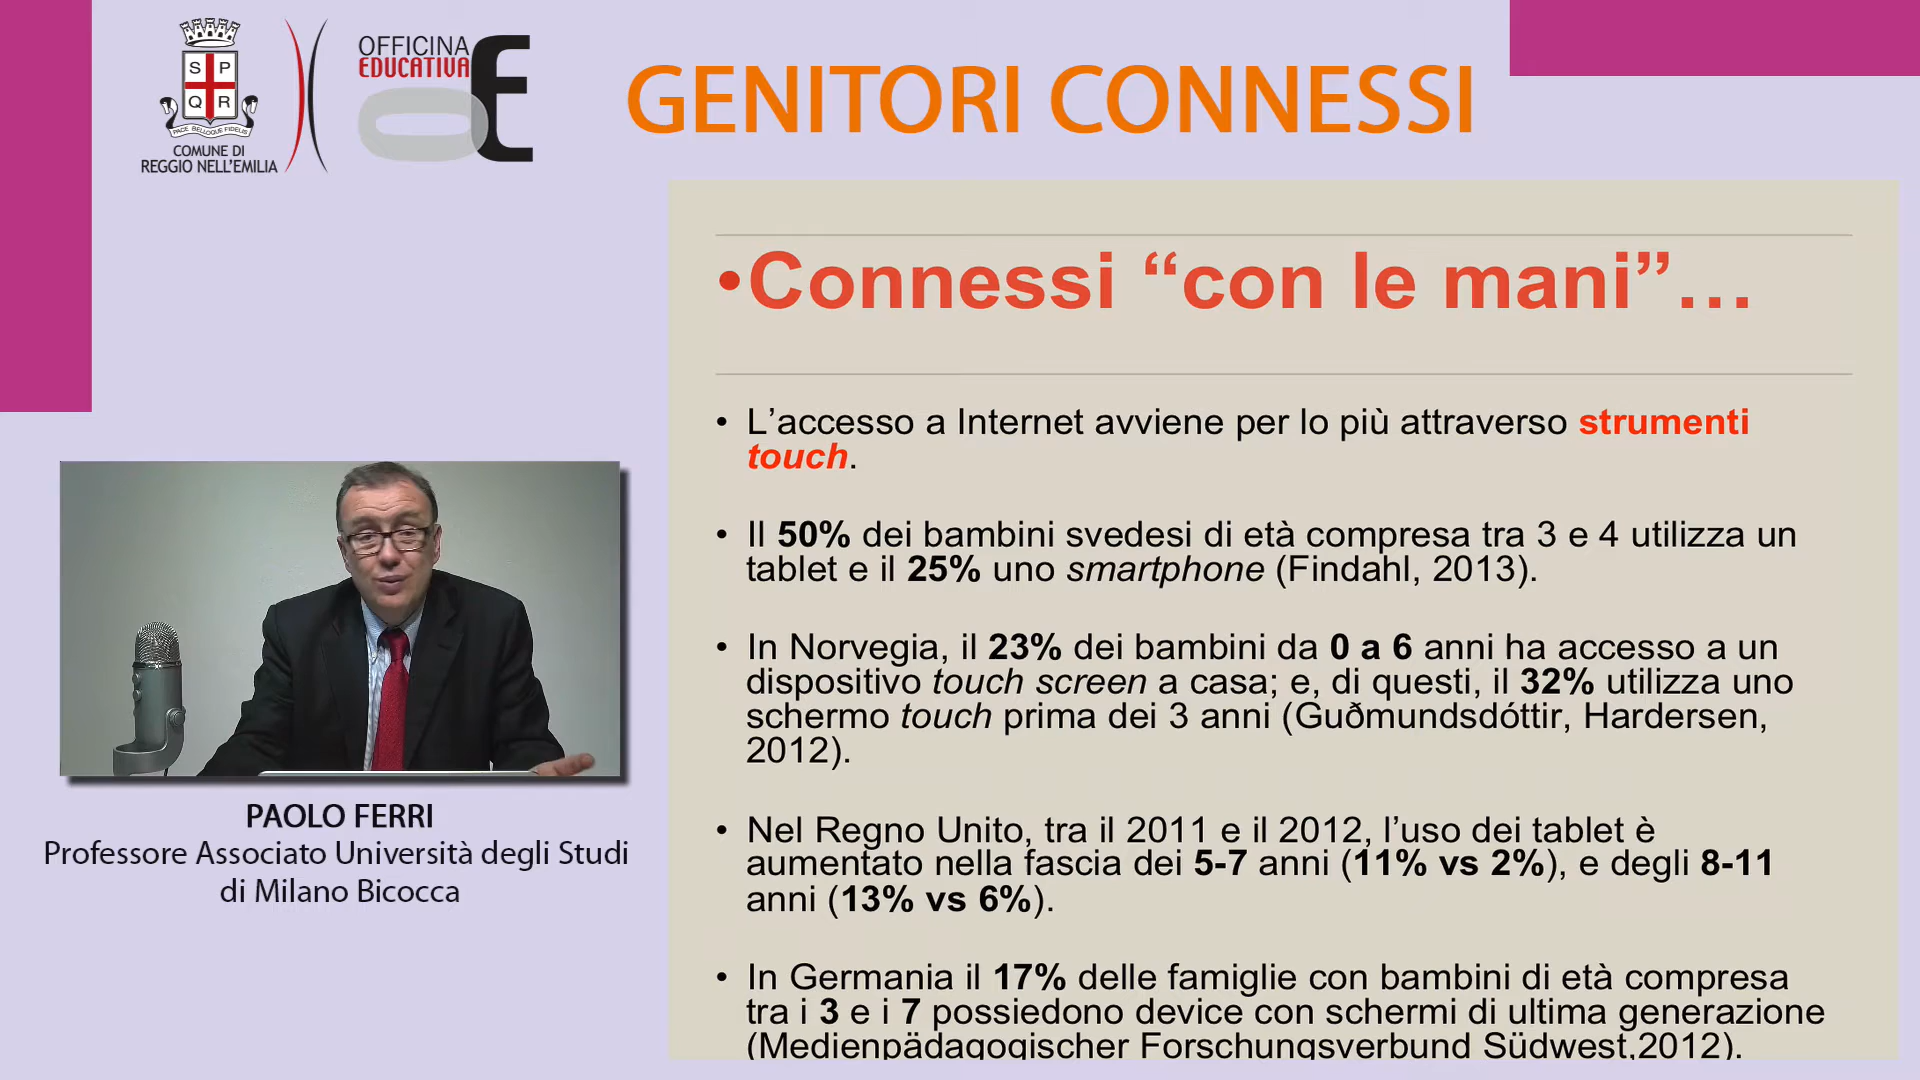 S P
Q R
PACE BELLOQUE FIDELIS
COMUNE DI
REGGIO NELL'EMILIA
OFFICINA
EDUCATIVA
OE
GENITORI CONNESSI
•Connessi “con le mani”…
• L’accesso a Internet avviene per lo più attraverso strumenti
touch.
• Il 50% dei bambini svedesi di età compresa tra 3 e 4 utilizza un
tablet e il 25% uno smartphone (Findahl, 2013).
• In Norvegia, il 23% dei bambini da 0 a 6 anni ha accesso a un
dispositivo touch screen a casa; e, di questi, il 32% utilizza uno
schermo touch prima dei 3 anni (Guðmundsdóttir, Hardersen,
2012).
• Nel Regno Unito, tra il 2011 e il 2012, l’uso dei tablet è
aumentato nella fascia dei 5-7 anni (11% vs 2%), e degli 8-11
anni (13% vs 6%).
• In Germania il 17% delle famiglie con bambini di età compresa
tra i 3 e i 7 possiedono device con schermi di ultima generazione
(Medienpädagogischer Forschungsverbund Südwest,2012).
PAOLO FERRI
Professore Associato Università degli Studi
di Milano Bicocca